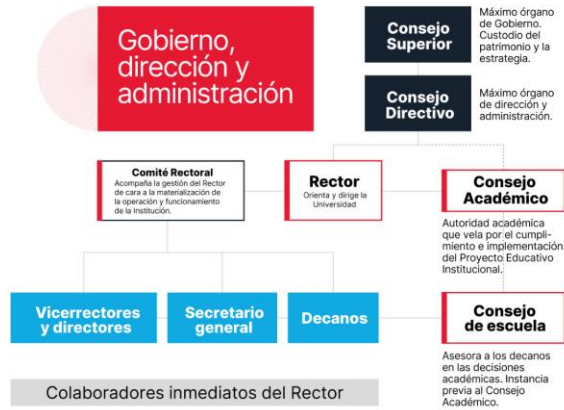 Gobierno,
dirección y
administración
Consejo
Superior
Máximo órgano
de Gobierno.
Custodio del
patrimonio y la
estrategia.
Consejo
Directivo
Máximo órgano
de dirección y
administración.
Comité Rectoral
Acompaña la gestión del Rector
de cara a la materialización de
la operación y funcionamiento
de la Institución.
Rector
Orienta y dirige la
Universidad
Consejo
Académico
Autoridad académica
que vela por el cumpli-
miento e implementación
del Proyecto Educativo
Institucional.
Vicerrectores
y directores
Secretario
general
Decanos
Consejo
de escuela
Asesora a los decanos
en las decisiones
académicas. Instancia
previa al Consejo
Académico.
Colaboradores inmediatos del Rector